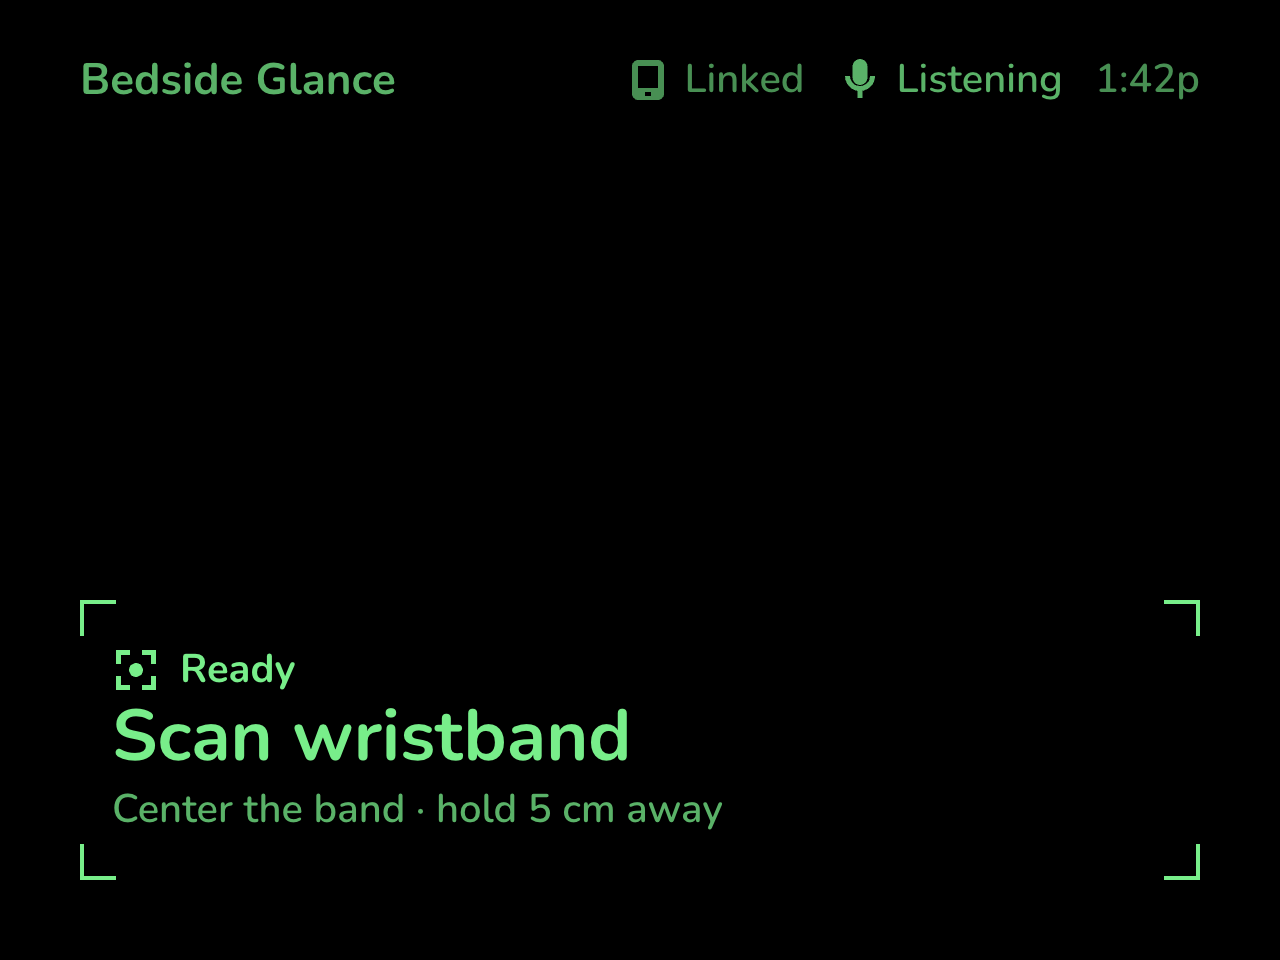 Bedside Glance Linked Listening 1:42p
Ready
Scan wristband
Center the band · hold 5 cm away